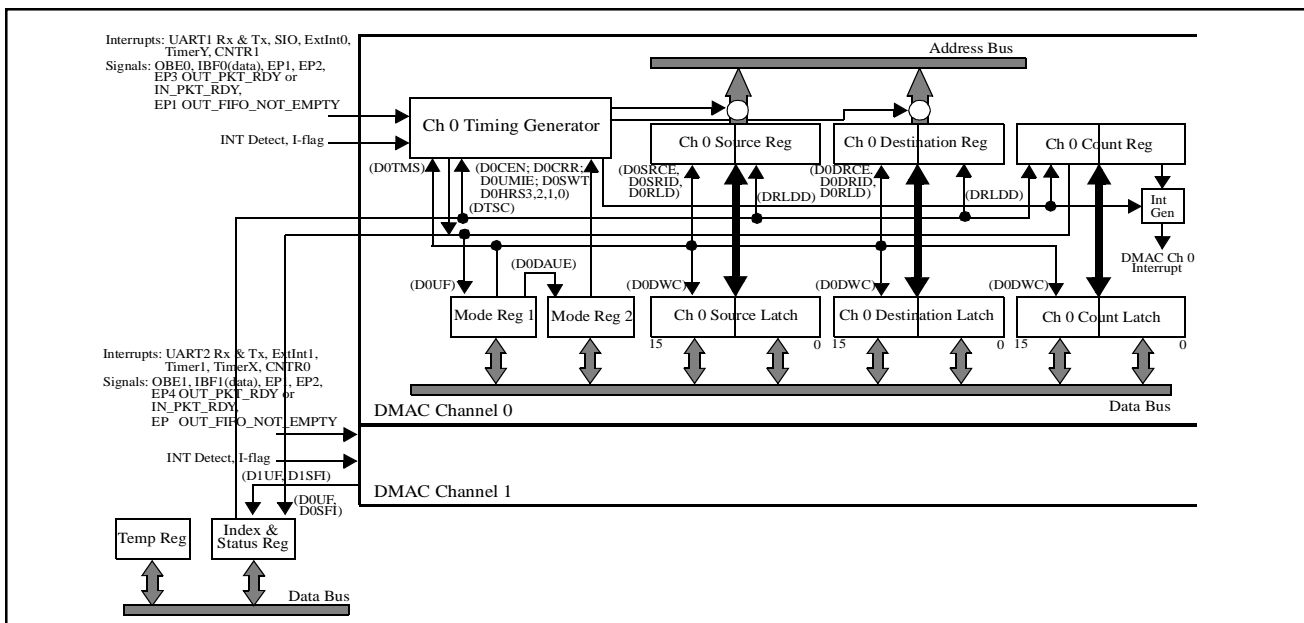 Interrupts: UART1 Rx & Tx, SIO, ExtInt0,
TimerY, CNTR1
Signals: OBE0, IBF0(data), EP1, EP2,
EP3 OUT_PKT_RDY or
IN_PKT_RDY,
EP1 OUT_FIFO_NOT_EMPTY
INT Detect, I-flag
Address Bus
Ch 0 Timing Generator
Ch 0 Source Reg
Ch 0 Destination Reg
Ch 0 Count Reg
(D0TMS)
(D0CEN; D0CRR;
D0UMIE; D0SWT
D0HRS3,2,1,0)
(DTSC)
(D0SRCE,
D0SRID,
D0RLD)
(DRLDD)
(D0DRCE,
D0DRID,
D0RLD)
(DRLDD)
Int
Gen
DMAC Ch 0
Interrupt
(D0UF)
(D0DAUE)
(D0DWC)
(D0DWC)
(D0DWC)
Mode Reg 1
Mode Reg 2
Ch 0 Source Latch
Ch 0 Destination Latch
Ch 0 Count Latch
15
0
15
0
15
0
Data Bus
DMAC Channel 0
Interrupts: UART2 Rx & Tx, ExtInt1,
Timer1, TimerX, CNTR0
Signals: OBE1, IBF1(data), EP1, EP2,
EP4 OUT_PKT_RDY or
IN_PKT_RDY,
EP OUT_FIFO_NOT_EMPTY
INT Detect, I-flag
(D1UF, D1SFI)
DMAC Channel 1
(D0UF,
D0SFI)
Temp Reg
Index &
Status Reg
Data Bus